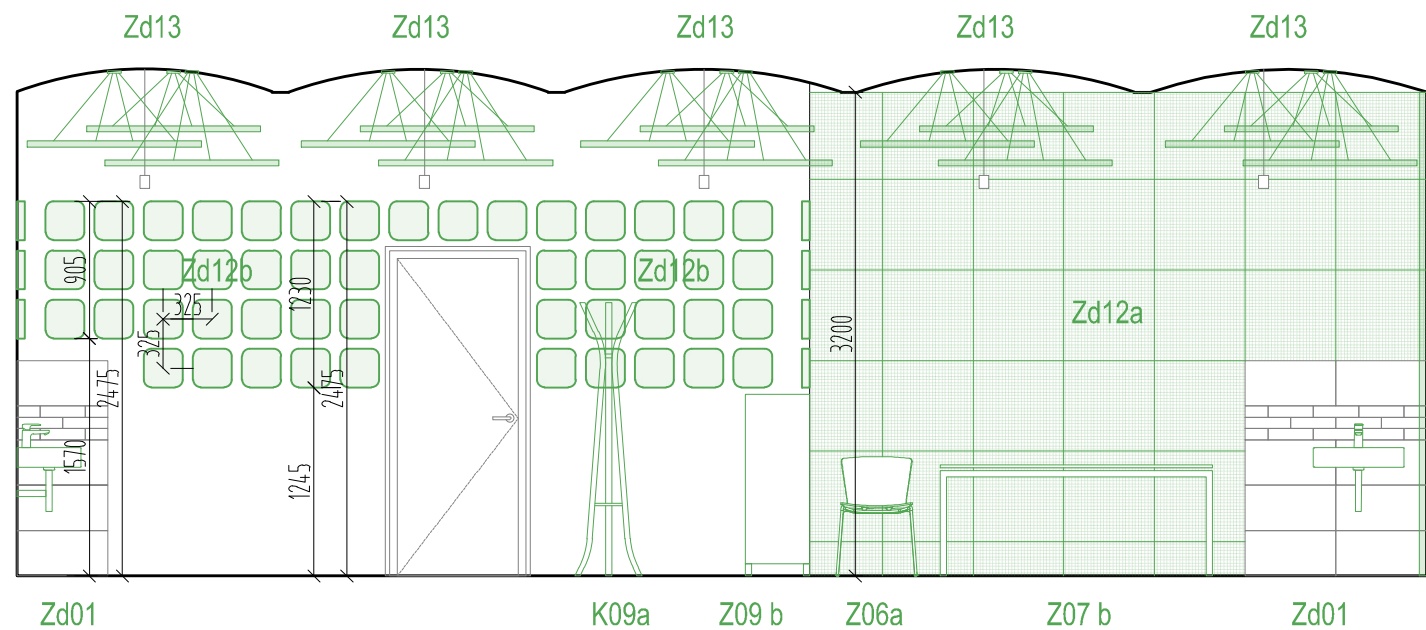 Zd13 Zd13 Zd13 Zd13 Zd13
905 Zd12b Zd12b
325 1230 Zd12a
325 3200
2475 2475
1570 1245
Zd01 K09a Z09 b Z06a Z07 b Zd01